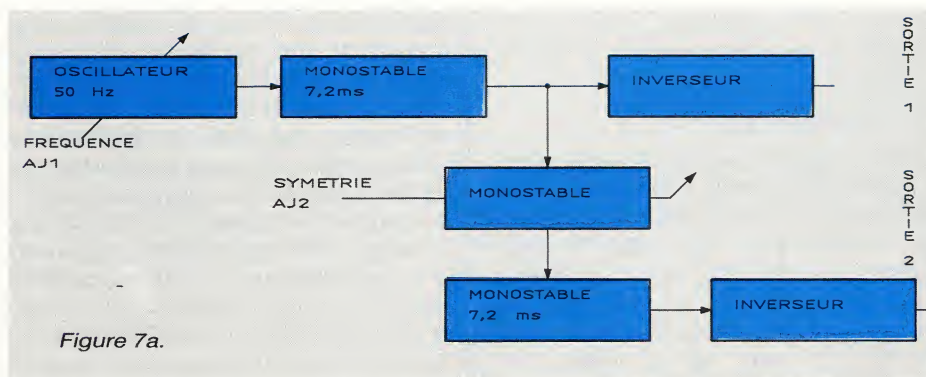 OSCILLATEUR
50 Hz
MONOSTABLE
7,2ms
INVERSEUR
SORTIE 1
FREQUENCE
AJ1
SYMETRIE
AJ2
MONOSTABLE
SORTIE 2
MONOSTABLE
7,2 ms
INVERSEUR
Figure 7a.